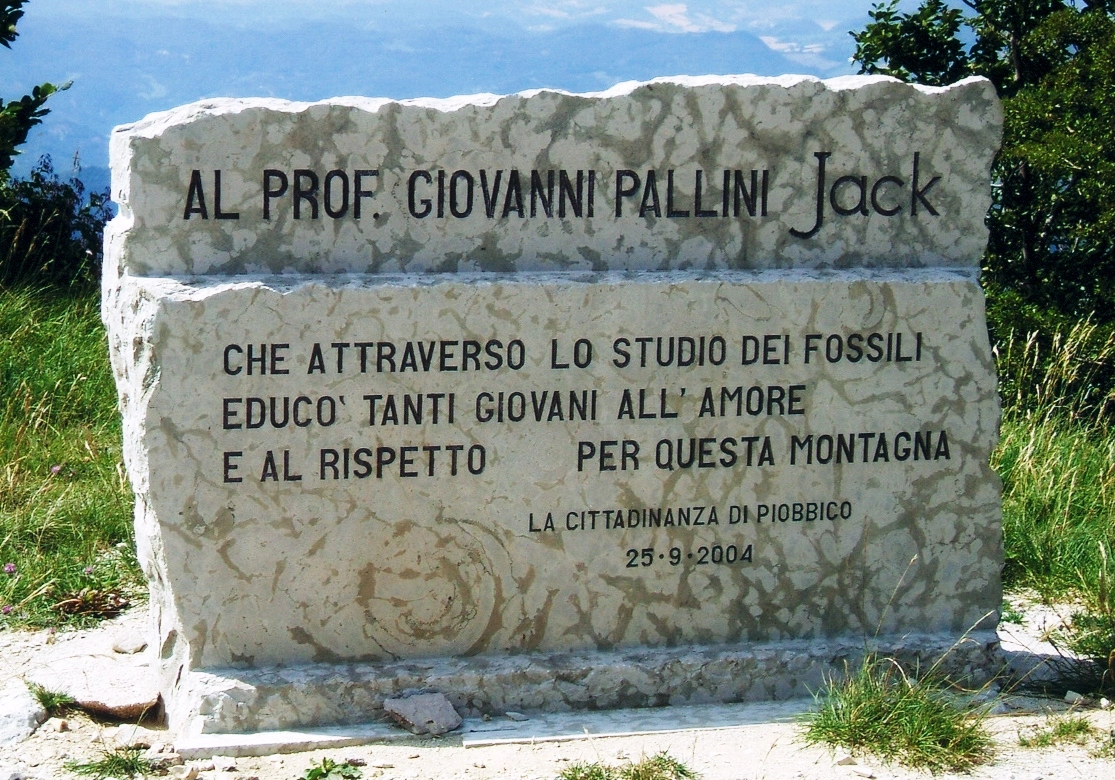 AL PROF. GIOVANNI PALLINI Jack
CHE ATTRAVERSO LO STUDIO DEI FOSSILI
EDUCO' TANTI GIOVANI ALL' AMORE
E AL RISPETTO PER QUESTA MONTAGNA
LA CITTADINANZA DI PIOBBICO
25·9·2004